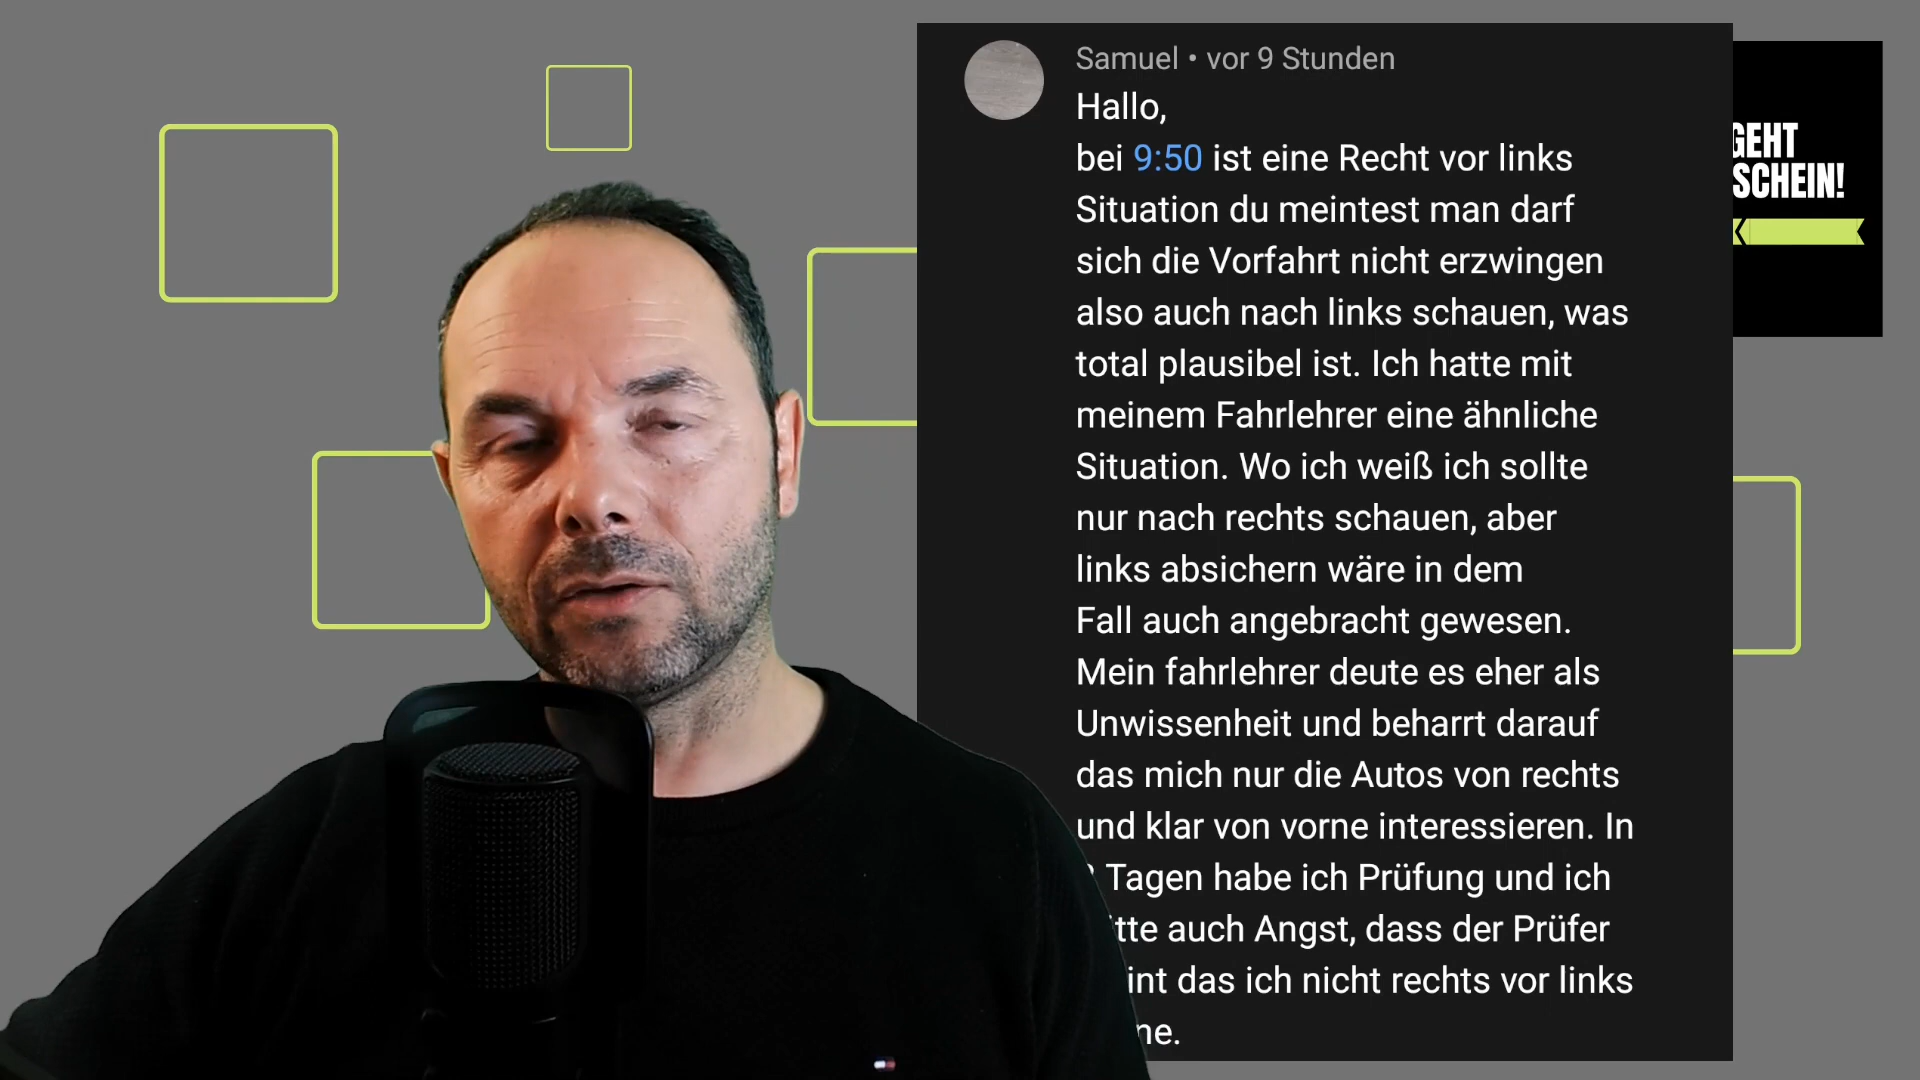 Samuel • vor 9 Stunden
Hallo,
bei 9:50 ist eine Recht vor links
Situation du meintest man darf
sich die Vorfahrt nicht erzwingen
also auch nach links schauen, was
total plausibel ist. Ich hatte mit
meinem Fahrlehrer eine ähnliche
Situation. Wo ich weiß ich sollte
nur nach rechts schauen, aber
links absichern wäre in dem
Fall auch angebracht gewesen.
Mein fahrlehrer deute es eher als
Unwissenheit und beharrt darauf
das mich nur die Autos von rechts
und klar von vorne interessieren. In
Tagen habe ich Prüfung und ich
auch Angst, dass der Prüfer
das ich nicht rechts vor links
GEHT
SCHEIN!